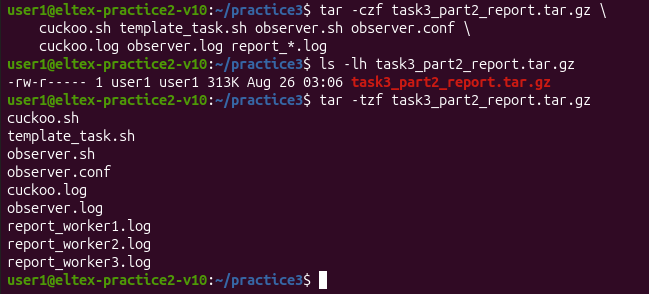 user1@eltex-practice2-v10:~/practice3$ tar -czf task3_part2_report.tar.gz \
    cuckoo.sh template_task.sh observer.sh observer.conf \
    cuckoo.log observer.log report_*.log
user1@eltex-practice2-v10:~/practice3$ ls -lh task3_part2_report.tar.gz
-rw-r----- 1 user1 user1 313K Aug 26 03:06 task3_part2_report.tar.gz
user1@eltex-practice2-v10:~/practice3$ tar -tzf task3_part2_report.tar.gz
cuckoo.sh
template_task.sh
observer.sh
observer.conf
cuckoo.log
observer.log
report_worker1.log
report_worker2.log
report_worker3.log
user1@eltex-practice2-v10:~/practice3$